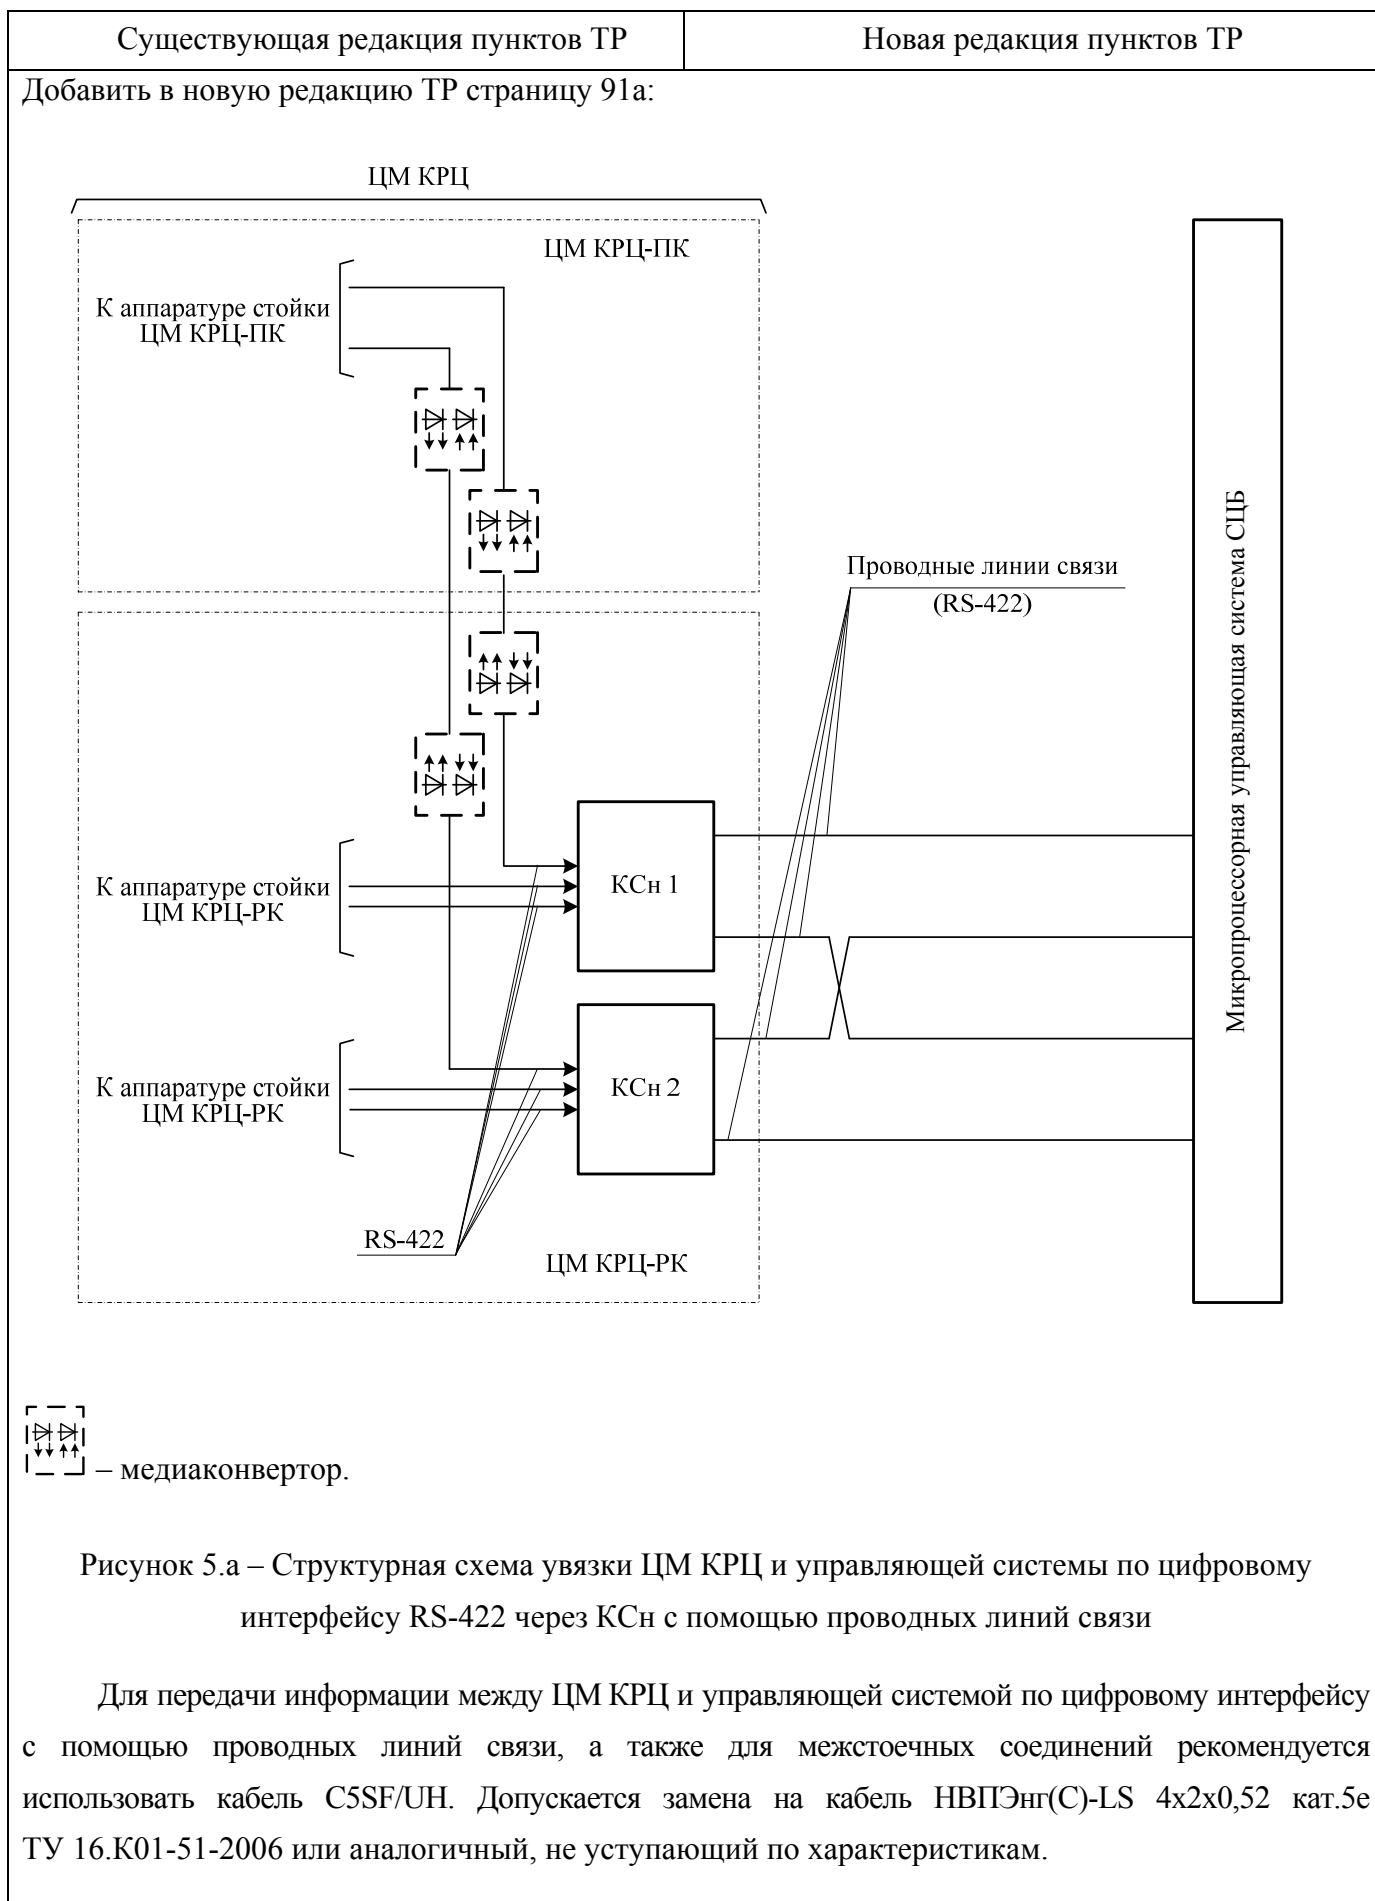 Существующая редакция пунктов ТР
Новая редакция пунктов ТР
Добавить в новую редакцию ТР страницу 91а:
ЦМ КРЦ
ЦМ КРЦ-ПК
К аппаратуре стойки
ЦМ КРЦ-ПК
Проводные линии связи
(RS-422)
Микропроцессорная управляющая система СЦБ
К аппаратуре стойки
ЦМ КРЦ-РК
КСн 1
К аппаратуре стойки
ЦМ КРЦ-РК
КСн 2
RS-422
ЦМ КРЦ-РК
– медиаконвертор.
Рисунок 5.а – Структурная схема увязки ЦМ КРЦ и управляющей системы по цифровому
интерфейсу RS-422 через КСн с помощью проводных линий связи
Для передачи информации между ЦМ КРЦ и управляющей системой по цифровому интерфейсу
с помощью проводных линий связи, а также для межстоечных соединений рекомендуется
использовать кабель C5SF/UH. Допускается замена на кабель НВПЭнг(С)-LS 4х2х0,52 кат.5е
ТУ 16.К01-51-2006 или аналогичный, не уступающий по характеристикам.